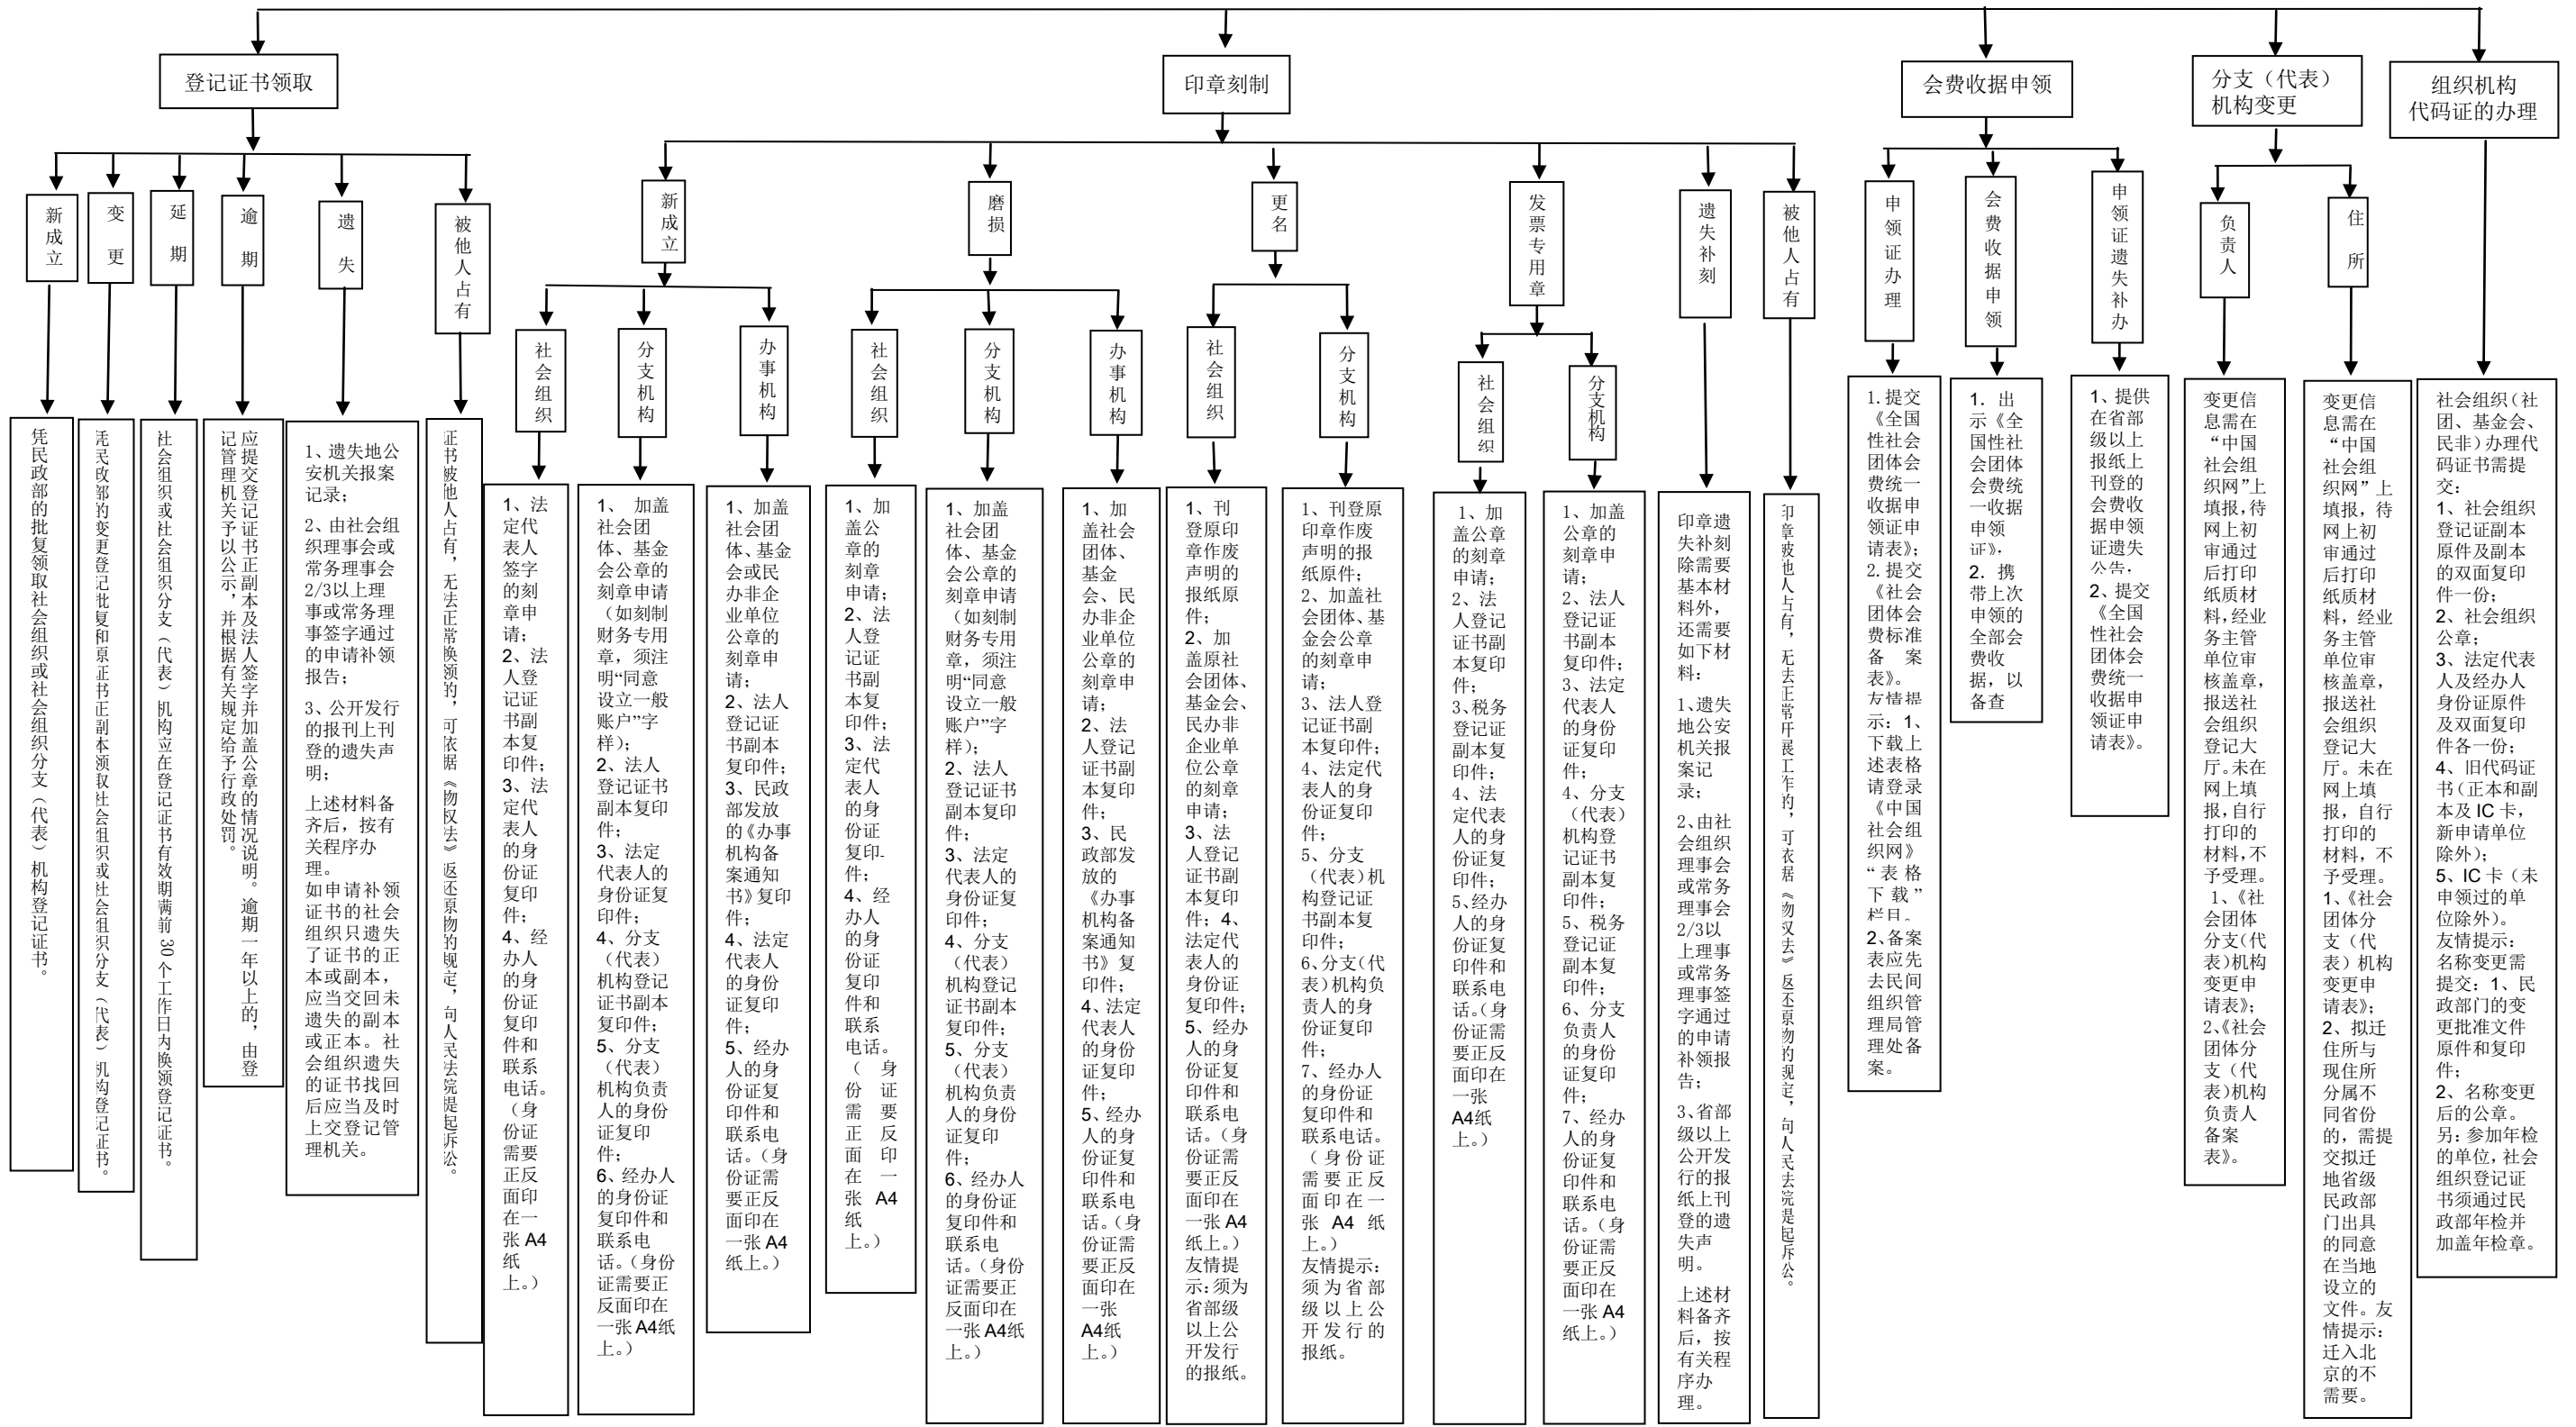 登记证书领取
印章刻制
会费收据申领
分支（代表）
机构变更
组织机构
代码证的办理
新成立
变更
延期
逾期
遗失
被他人占有
新成立
磨损
更名
发票专用章
遗失补刻
被他人占有
申领证办理
会费收据申领
申领证遗失补办
负责人
住所
社会组织
分支机构
办事机构
社会组织
分支机构
办事机构
社会组织
分支机构
社会组织
分支机构
凭民政部的批复领取社会组织或社会组织分支（代表）机构登记证书。
凭民政部的变更登记批复和原证书正副本领取社会组织或社会组织分支（代表）机构登记证书。
社会组织或社会组织分支（代表）机构应在登记证书有效期满前30个工作日内换领登记证书。
应提交登记证书正副本及法人签字并加盖公章的情况说明。逾期一年以上的，由登
记管理机关予以公示，并根据有关规定给予行政处罚。
1、遗失地公
安机关报案
记录；
2、由社会组
织理事会或
常务理事会
2/3以上理
事或常务理
事签字通过
的申请补领
报告；
3、公开发行
的报刊上刊
登的遗失声
明；
上述材料备
齐后，按有
关程序办
理。
如申请补领
证书的社会
组织只遗失
了证书的正
本或副本，
应当交回未
遗失的副本
或正本。社
会组织遗失
的证书找回
后应当及时
上交登记管
理机关。
证书被他人占有，无法正常换领的，可依据《物权法》返还原物的规定，向人民法院提起诉讼。
1、法
定代
表人
签字
的刻
章申
请；
2、法
人登
记证
书副
本复
印件；
3、法
定代
表人
的身
份证
复印
件；
4、经
办人
的身
份证
复印
件和
联系
电话。
（身
份证
需要
正反
面印
在一
张 A4
纸
上。）
1、 加盖
社会团
体、基金
会公章的
刻章申请
（如刻制
财务专用
章，须注
明“同意
设立一般
账户”字
样）；
2、法人
登记证书
副本复印
件；
3、法定
代表人的
身份证复
印件；
4、分支
（代表）
机构登记
证书副本
复印件；
5、分支
（代表）
机构负责
人的身份
证复印
件；
6、经办人
的身份证
复印件和
联系电
话。（身份
证需要正
反面印在
一张 A4纸
上。）
1、加盖
社会团
体、基金
会或民
办非企
业单位
公章的
刻章申
请；
2、法人
登记证
书副本
复印件；
3、民政
部发放
的《办事
机构备
案通知
书》复印
件；
4、法定
代表人
的身份
证复印
件；
5、经办
人的身
份证复
印件和
联系电
话。（身
份证需
要正反
面印在
一张 A4
纸上。）
1、加
盖公
章的
刻章
申请；
2、法
人登
记证
书副
本复
印件；
3、法
定代
表人
的身
份证
复印
件；
4、经
办人
的身
份证
复印
件和
联系
电话。
（ 身
份 证
需 要
正 反
面 印
在 一
张 A4
纸
上。）
1、加盖
社会团
体、基金
会公章的
刻章申请
（如刻制
财务专用
章，须注
明“同意
设立一般
账户”字
样）；
2、法人
登记证书
副本复印
件；
3、法定
代表人的
身份证复
印件；
4、分支
（代表）
机构登记
证书副本
复印件；
5、分支
（代表）
机构负责
人的身份
证复印
件；
6、经办人
的身份证
复印件和
联系电
话。（身份
证需要正
反面印在
一张 A4纸
上。）
1、加
盖社会
团体、
基金
会、民
办非企
业单位
公章的
刻章申
请；
2、法
人登记
证书副
本复印
件；
3、民
政部发
放的
《办事
机构备
案通知
书》复
印件；
4、法定
代表人
的身份
证复印
件；
5、经办
人的身
份证复
印件和
联系电
话。（身
份证需
要正反
面印在
一张
A4纸
上。）
1、刊
登原印
章作废
声明的
报纸原
件；
2、加
盖原社
会团体、
基金会、
民办非
企业单
位公章
的刻章
申请；
3、法
人登记
证书副
本复印
件；4、
法定代
表人的
身份证
复印件；
5、经办
人的身
份证复
印件和
联系电
话。（身
份证需
要正反
面印在
一张 A4
纸上。）
友情提
示：须为
省部级
以上公
开发行
的报纸。
1、刊登原
印章作废
声明的报
纸原件；
2、加盖社
会团体、基
金会公章
的刻章申
请；
3、法人登
记证书副
本复印件；
4、法定代
表人的身
份证复印
件；
5、分支
（代表）机
构登记证
书副本复
印件；
6、分支（代
表）机构负
责人的身
份证复印
件；
7、经办人
的身份证
复印件和
联系电话。
（身份证
需要正反
面印在一
张 A4 纸
上。）
友情提示：
须为省部
级以上公
开发行的
报纸。
1、加
盖公章
的刻章
申请；
2、法
人登记
证书副
本复印
件；
3、税务
登记证
副本复
印件；
4、法
定代表
人的身
份证复
印件；
5、经办
人的身
份证复
印件和
联系电
话。（身
份证需
要正反
面印在
一张
A4纸
上。）
1、加盖
公章的
刻章申
请；
2、法人
登记证
书副本
复印件；
3、法定
代表人
的身份
证复印
件；
4、分支
（代表）
机构登
记证书
副本复
印件；
5、税务
登记证
副本复
印件；
6、分支
负责人
的身份
证复印
件；
7、经办
人的身
份证复
印件和
联系电
话。（身
份证需
要正反
面印在
一张 A4
纸上。）
印章遗
失补刻
除需要
基本材
料外，
还需要
如下材
料：
1、遗失
地公安
机关报
案记
录；
2、由社
会组织
理事会
或常务
理事会
2/3以
上理事
或常务
理事签
字通过
的申请
补领报
告；
3、省部
级以上
公开发
行的报
纸上刊
登的遗
失声
明。
上述材
料备齐
后，按
有关程
序办
理。
印章被他人占有，无法正常开展工作的，可依据《物权法》返还原物的规定，向人民法院提起诉讼。
1.提交
《全国
性社会
团体会
费统一
收据申
领证申
请表》；
2.提交
《社会
团体会
费标准
备 案
表》。
友情提
示：1、
下载上
述表格
请登录
《中国
社会组
织网》
“表格
下载”
栏目。
2、备案
表应先
去民间
组织管
理局管
理处备
案。
1. 出
示《全
国性社
会团体
会费统
一收据
申领
证》；
2. 携
带上次
申领的
全部会
费收
据，以
备查
1、提供
在省部
级以上
报纸上
刊登的
会费收
据申领
证遗失
公告；
2、提交
《全国
性社会
团体会
费统一
收据申
领证申
请表》。
变更信
息需在
“中国
社会组
织网”上
填报，待
网上初
审通过
后打印
纸质材
料，经业
务主管
单位审
核盖章，
报送社
会组织
登记大
厅。未在
网上填
报，自行
打印的
材料，不
予受理。
1、《社
会团体
分支（代
表）机构
变更申
请表》；
2、《社会
团体分
支（代
表）机构
负责人
备案
表》。
变更信
息需在
“中国
社会组
织网”上
填报，待
网上初
审通过
后打印
纸质材
料，经业
务主管
单位审
核盖章，
报送社
会组织
登记大
厅。未在
网上填
报，自行
打印的
材料，不
予受理。
1、《社会
团体分
支（代
表）机构
变更申
请表》；
2、拟迁
住所与
现住所
分属不
同省份
的，需提
交拟迁
地省级
民政部
门出具
的同意
在当地
设立的
文件。友
情提示：
迁入北
京的不
需要。
社会组织（社
团、基金会、
民非）办理代
码证书需提
交：
1、社会组织
登记证副本
原件及副本
的双面复印
件一份；
2、社会组织
公章；
3、法定代表
人及经办人
身份证原件
及双面复印
件各一份；
4、旧代码证
书（正本和副
本及 IC 卡，
新申请单位
除外）；
5、IC 卡（未
申领过的单
位除外）。
友情提示：
名称变更需
提交：1、民
政部门的变
更批准文件
原件和复印
件；
2、名称变更
后的公章。
另：参加年检
的单位，社会
组织登记证
书须通过民
政部年检并
加盖年检章。